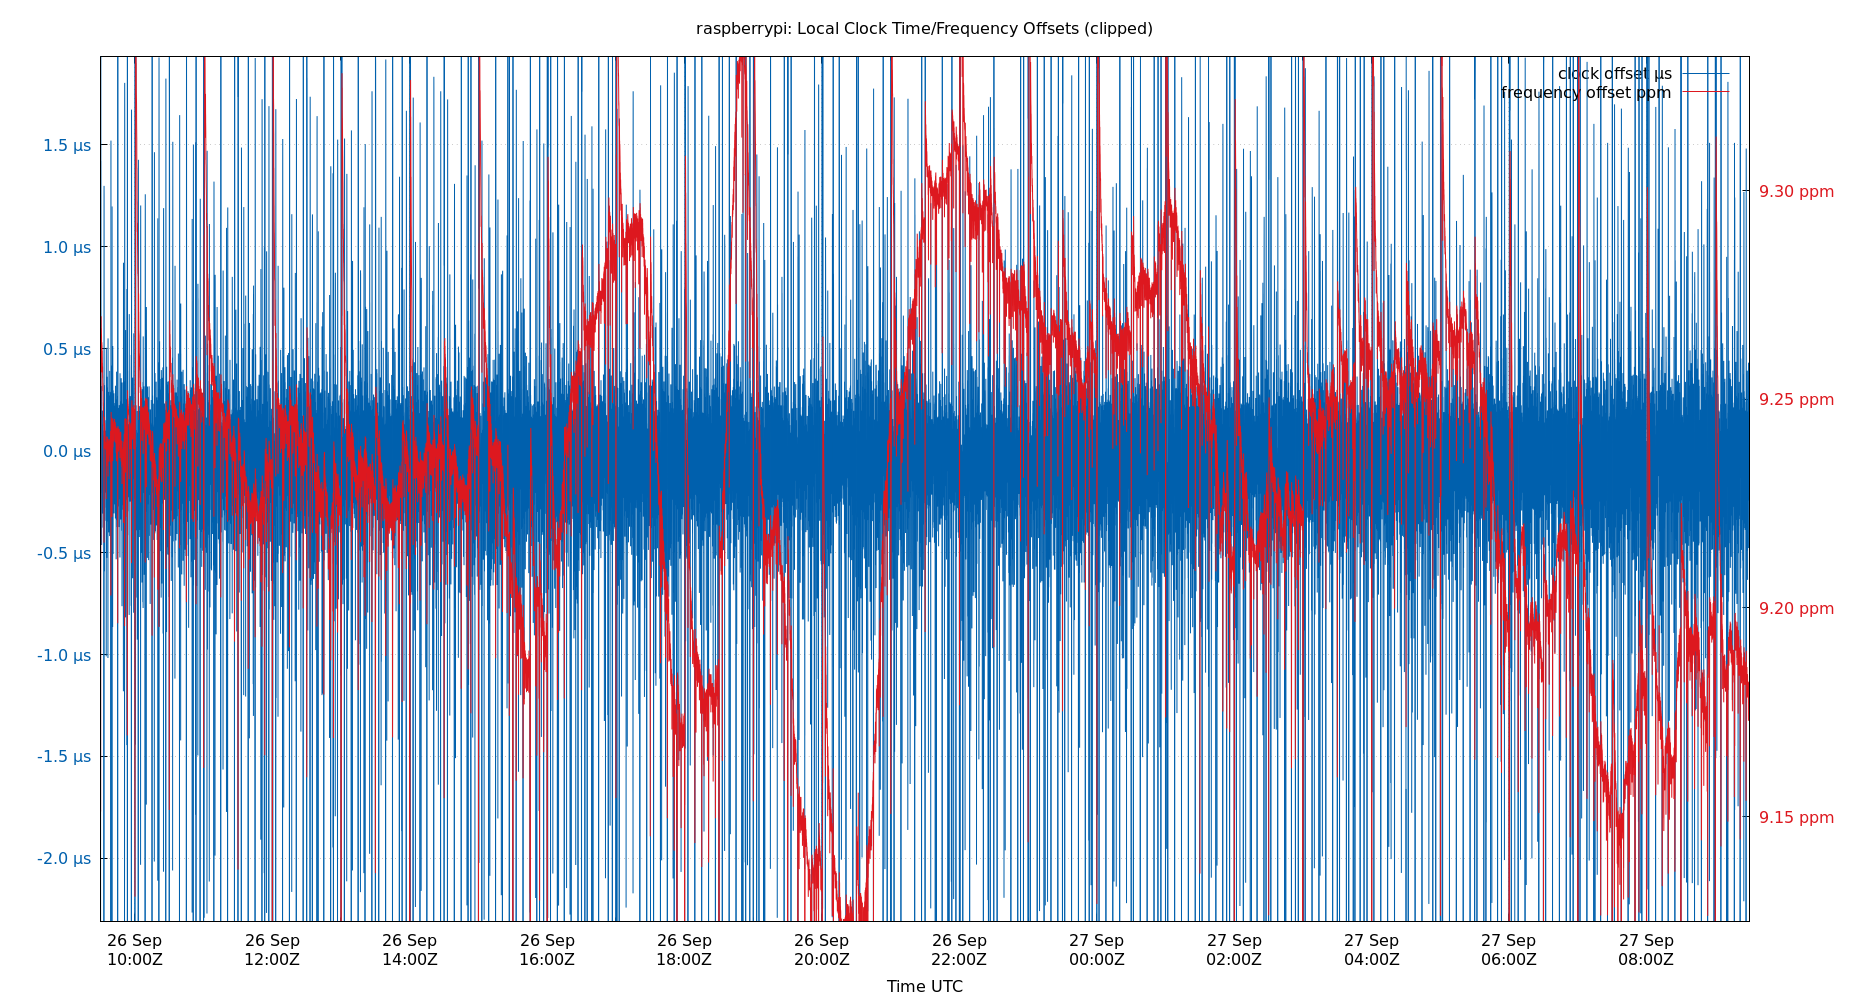 raspberrypi: Local Clock Time/Frequency Offsets (clipped)
clock offset µs
frequency offset ppm
1.5 µs
1.0 µs
0.5 µs
0.0 µs
-0.5 µs
-1.0 µs
-1.5 µs
-2.0 µs
9.30 ppm
9.25 ppm
9.20 ppm
9.15 ppm
26 Sep 26 Sep 26 Sep 26 Sep 26 Sep 26 Sep 26 Sep 27 Sep 27 Sep 27 Sep 27 Sep 27 Sep
10:00Z 12:00Z 14:00Z 16:00Z 18:00Z 20:00Z 22:00Z 00:00Z 02:00Z 04:00Z 06:00Z 08:00Z
Time UTC